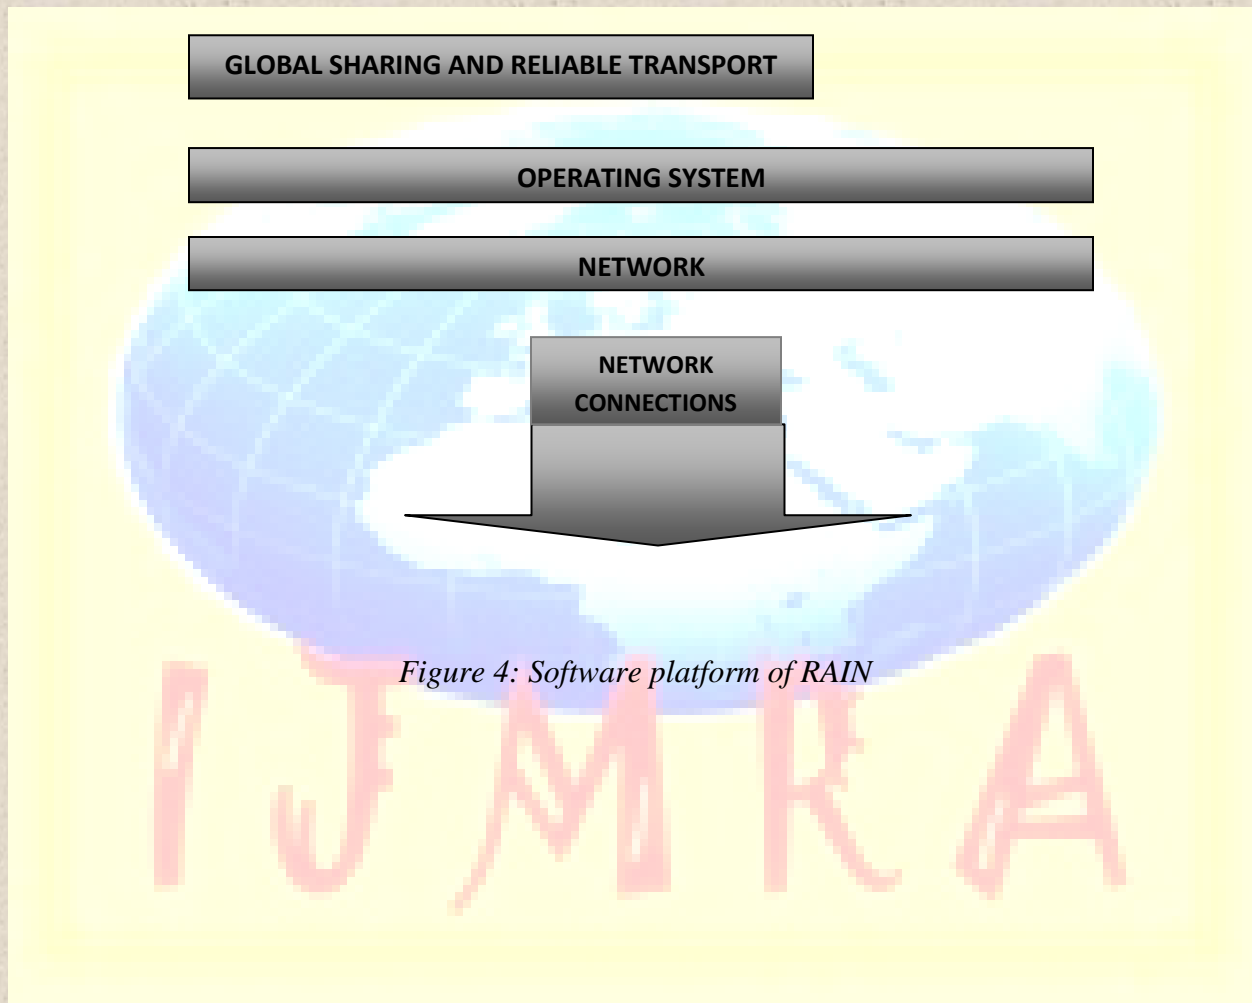 GLOBAL SHARING AND RELIABLE TRANSPORT
OPERATING SYSTEM
NETWORK
NETWORK
CONNECTIONS
Figure 4: Software platform of RAIN
IJMRA